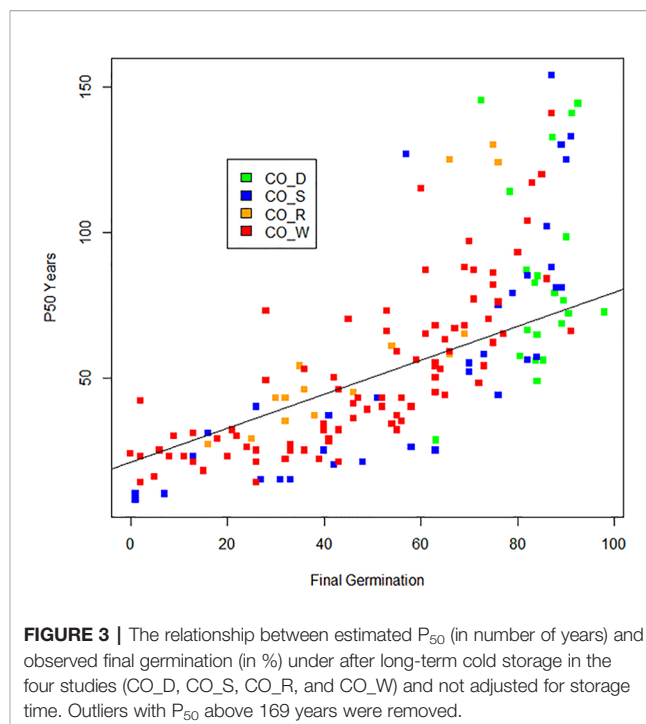 150
100
50
P50 Years
CO_D
CO_S
CO_R
CO_W
0 20 40 60 80 100
Final Germination
FIGURE 3 | The relationship between estimated P50 (in number of years) and
observed final germination (in %) under after long-term cold storage in the
four studies (CO_D, CO_S, CO_R, and CO_W) and not adjusted for storage
time. Outliers with P50 above 169 years were removed.